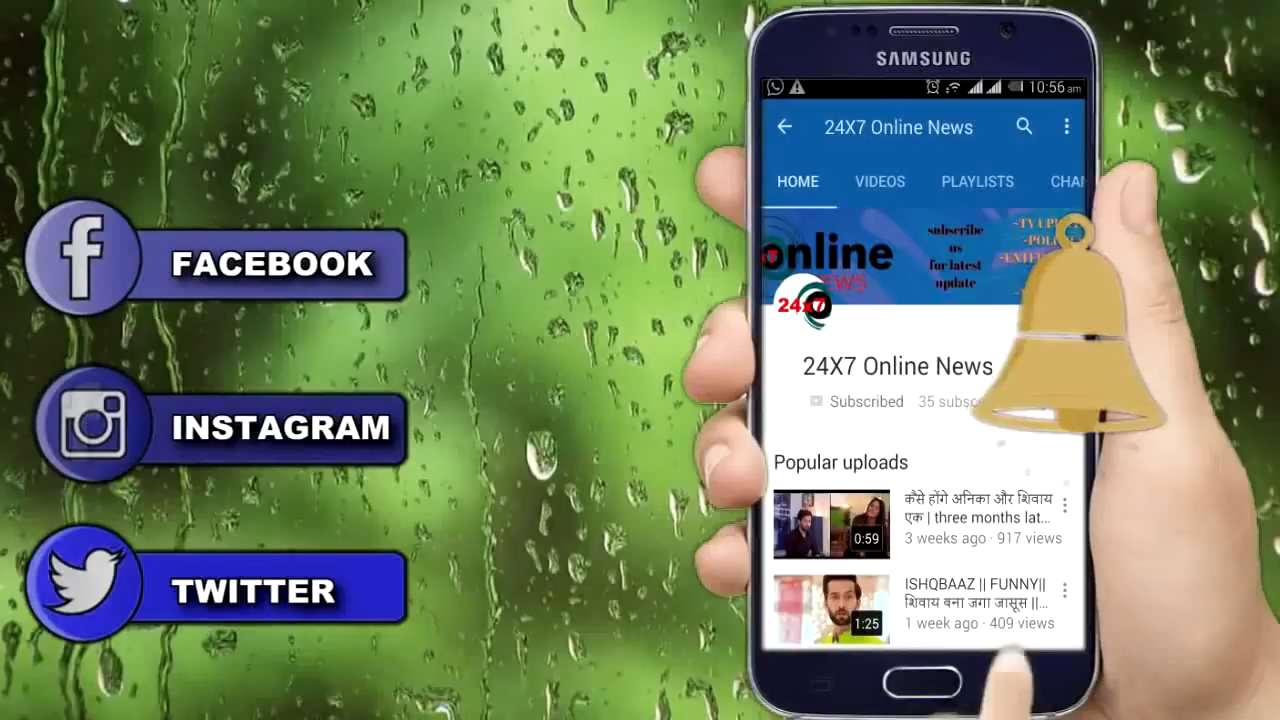 FACEBOOK
INSTAGRAM
TWITTER
SAMSUNG
10:56 am
24X7 Online News
HOME VIDEOS PLAYLISTS CHAN
online
NEWS
subscribe
us
for latest
update
24x7
24X7 Online News
Subscribed 35 subsc
Popular uploads
0:59
कैसे होंगे अनिका और शिवाय
एक | three months lat...
3 weeks ago · 917 views
1:25
ISHQBAAZ || FUNNY||
शिवाय बना जगा जासूस ||...
1 week ago · 409 views